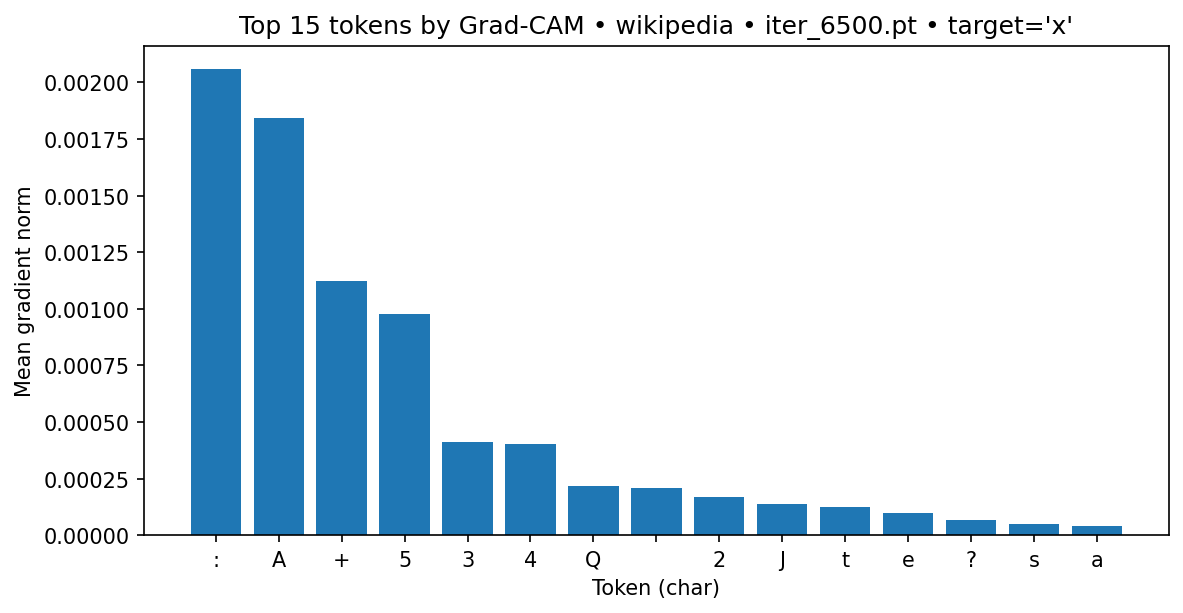 Top 15 tokens by Grad-CAM • wikipedia • iter_6500.pt • target='x'
Mean gradient norm
0.00200
0.00175
0.00150
0.00125
0.00100
0.00075
0.00050
0.00025
0.00000
: A + 5 3 4 Q 2 J t e ? s a
Token (char)